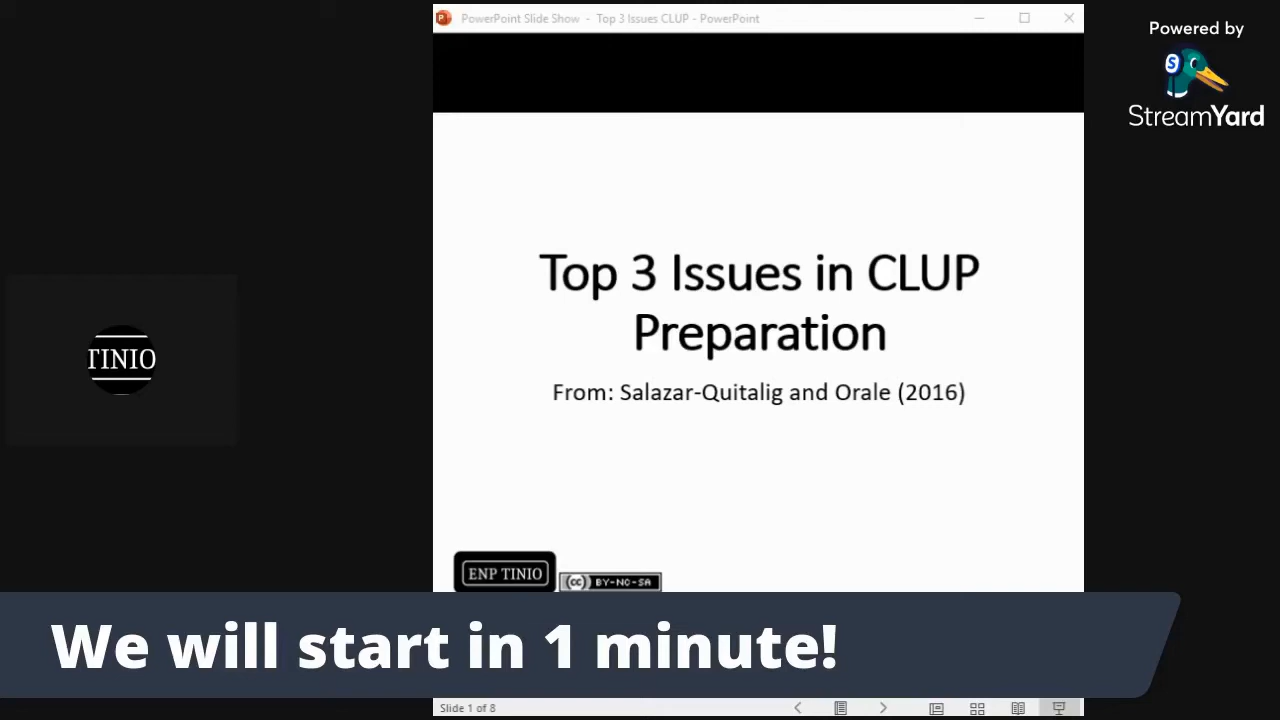 PowerPoint Slide Show - Top 3 Issues CLUP - PowerPoint
Powered by
S
StreamYard
Top 3 Issues in CLUP
Preparation
From: Salazar-Quitalig and Orale (2016)
TINIO
ENP TINIO
cc BY-NC-SA
We will start in 1 minute!
Slide 1 of 8